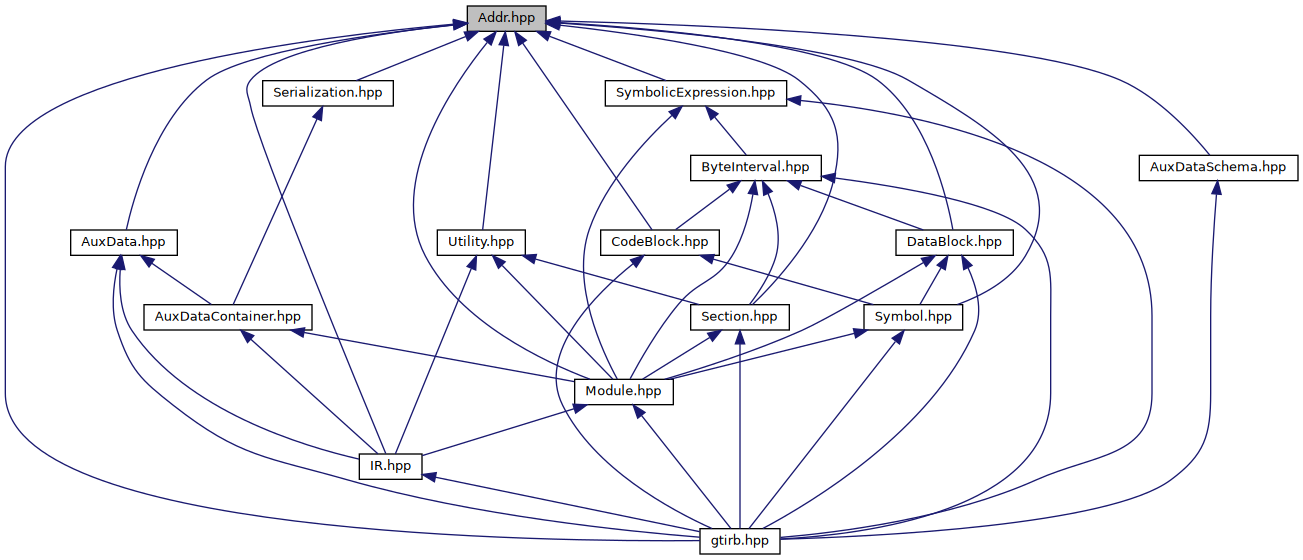 Addr.hpp
Serialization.hpp
SymbolicExpression.hpp
ByteInterval.hpp
AuxDataSchema.hpp
AuxData.hpp
Utility.hpp
CodeBlock.hpp
DataBlock.hpp
AuxDataContainer.hpp
Section.hpp
Symbol.hpp
Module.hpp
IR.hpp
gtirb.hpp